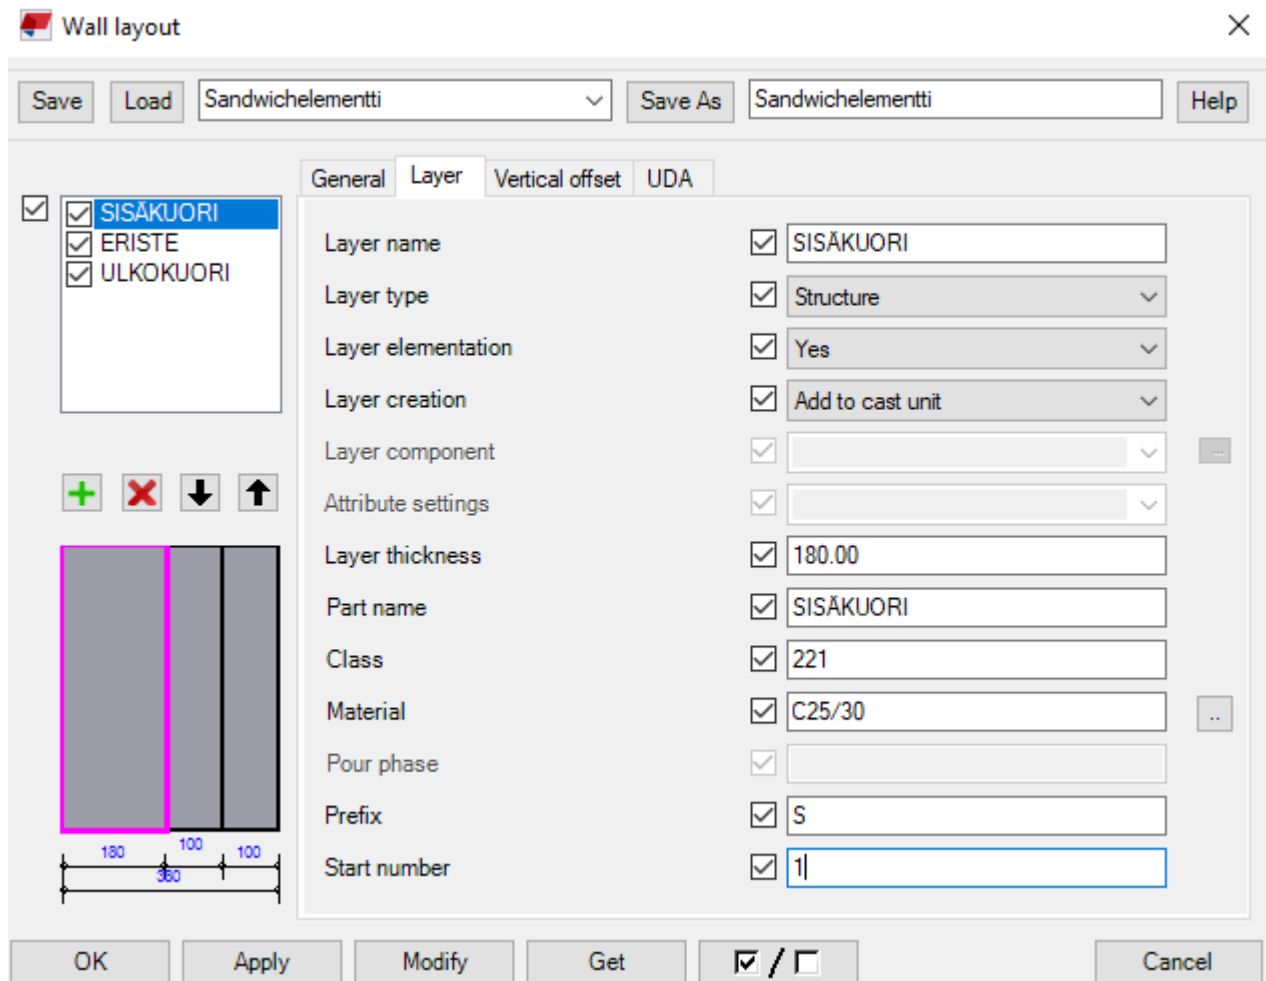 Wall layout
Save Load Sandwichelementti Save As Sandwichelementti Help
General Layer Vertical offset UDA
SISÄKUORI
ERISTE
ULKOKUORI
Layer name SISÄKUORI
Layer type Structure
Layer elementation Yes
Layer creation Add to cast unit
Layer component ...
Attribute settings
Layer thickness 180.00
Part name SISÄKUORI
Class 221
Material C25/30 ..
Pour phase
Prefix S
Start number 1
180 100 100
380
OK Apply Modify Get / Cancel